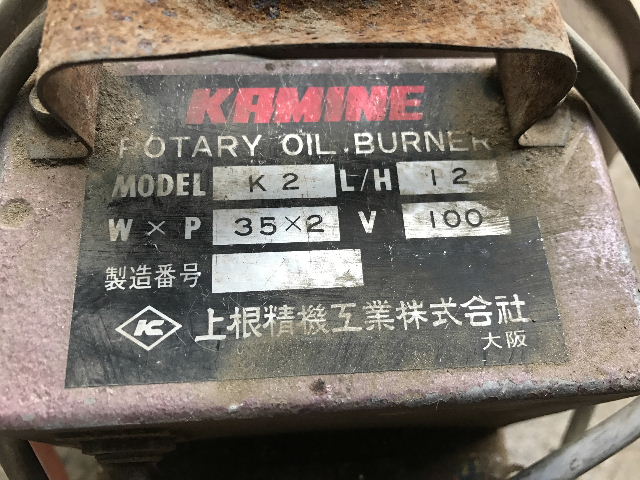 KAMINE
ROTARY OIL BURNER
MODEL K2 L/H 12
W×P 35×2 V 100
製造番号
K 上根精機工業株式会社
大阪